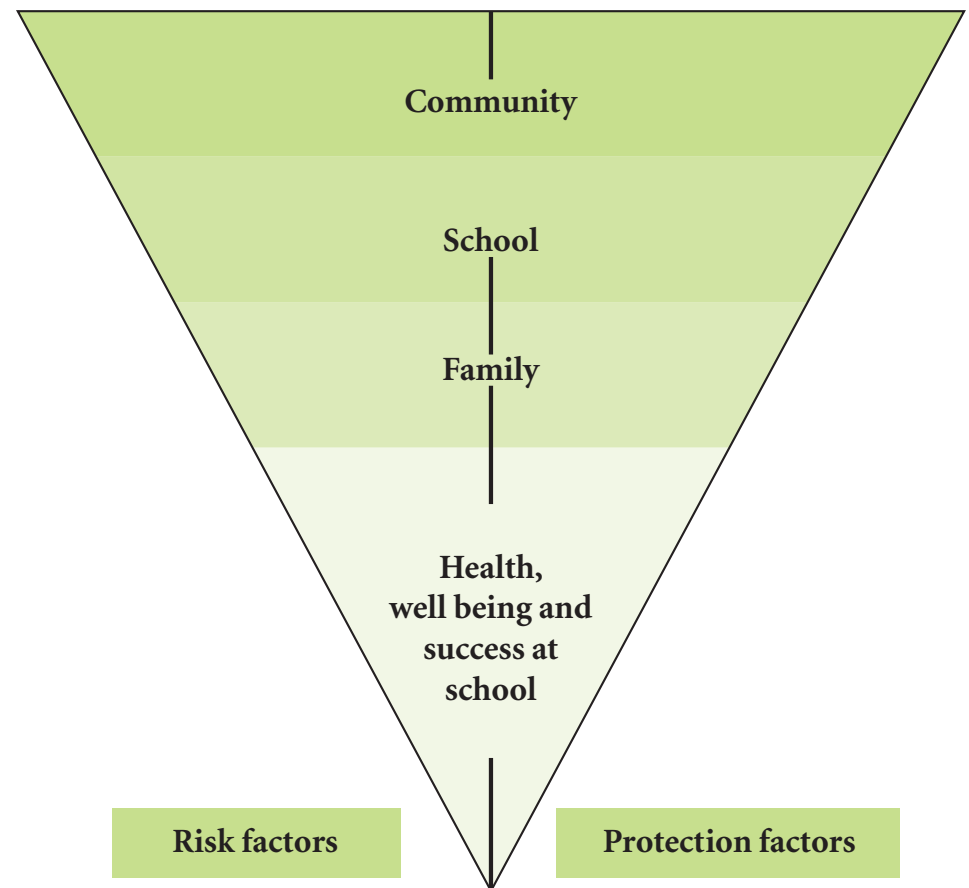 Community
School
Family
Health,
well being and
success at
school
Risk factors
Protection factors